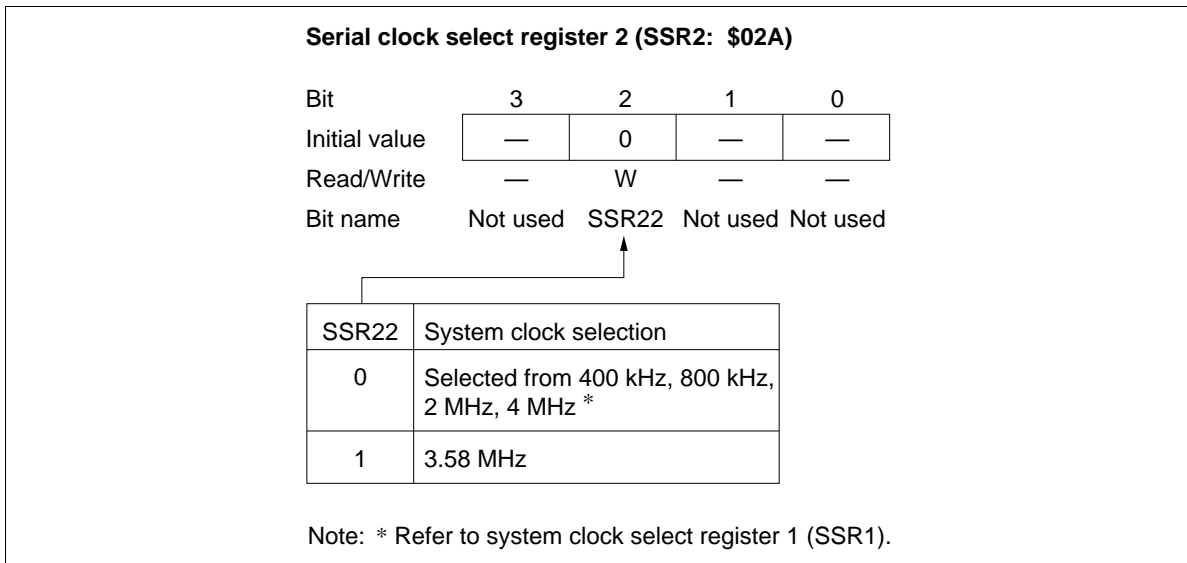 Serial clock select register 2 (SSR2: $02A)
Bit 3 2 1 0
Initial value — 0 — —
Read/Write — W — —
Bit name Not used SSR22 Not used Not used
SSR22 System clock selection
0 Selected from 400 kHz, 800 kHz,
2 MHz, 4 MHz *
1 3.58 MHz
Note: * Refer to system clock select register 1 (SSR1).